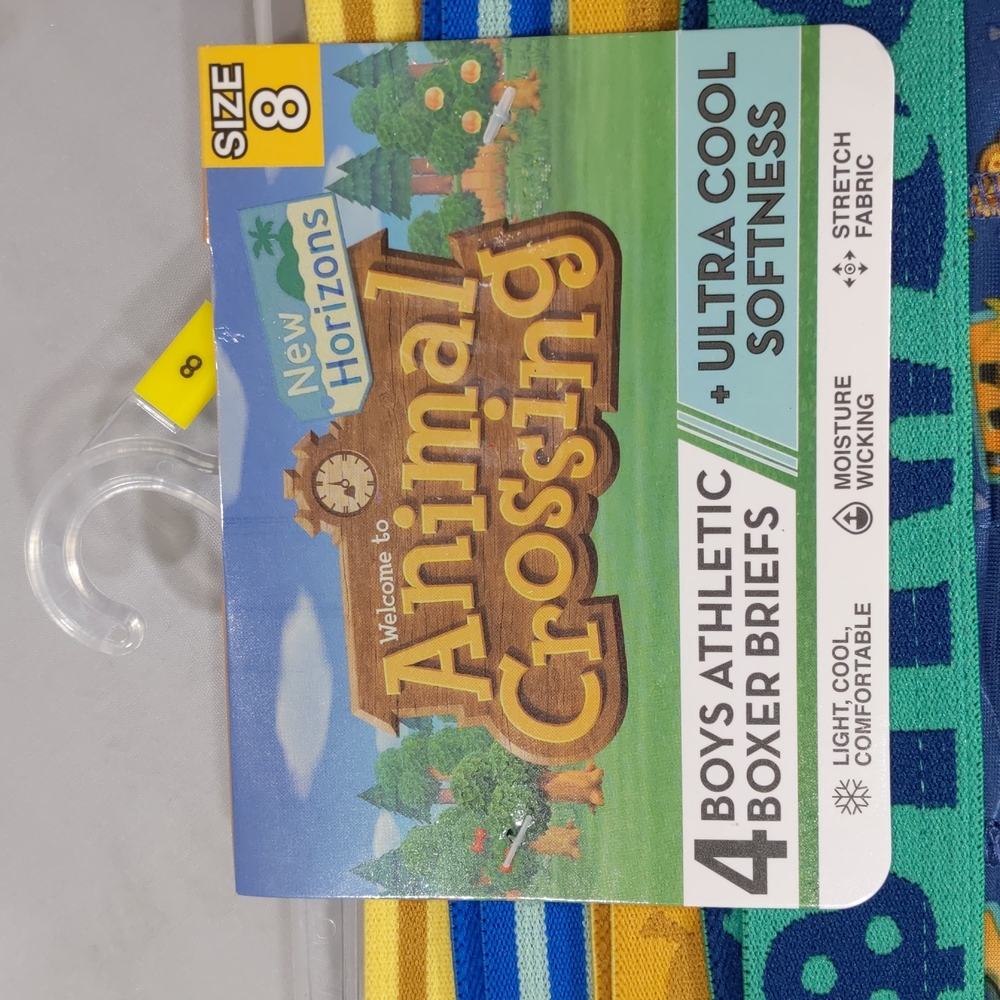 SIZE
8
8
New
Horizons
Welcome to
Animal
Crossing
4 BOYS ATHLETIC
BOXER BRIEFS
+ ULTRA COOL
SOFTNESS
LIGHT, COOL,
COMFORTABLE
MOISTURE
WICKING
STRETCH
FABRIC